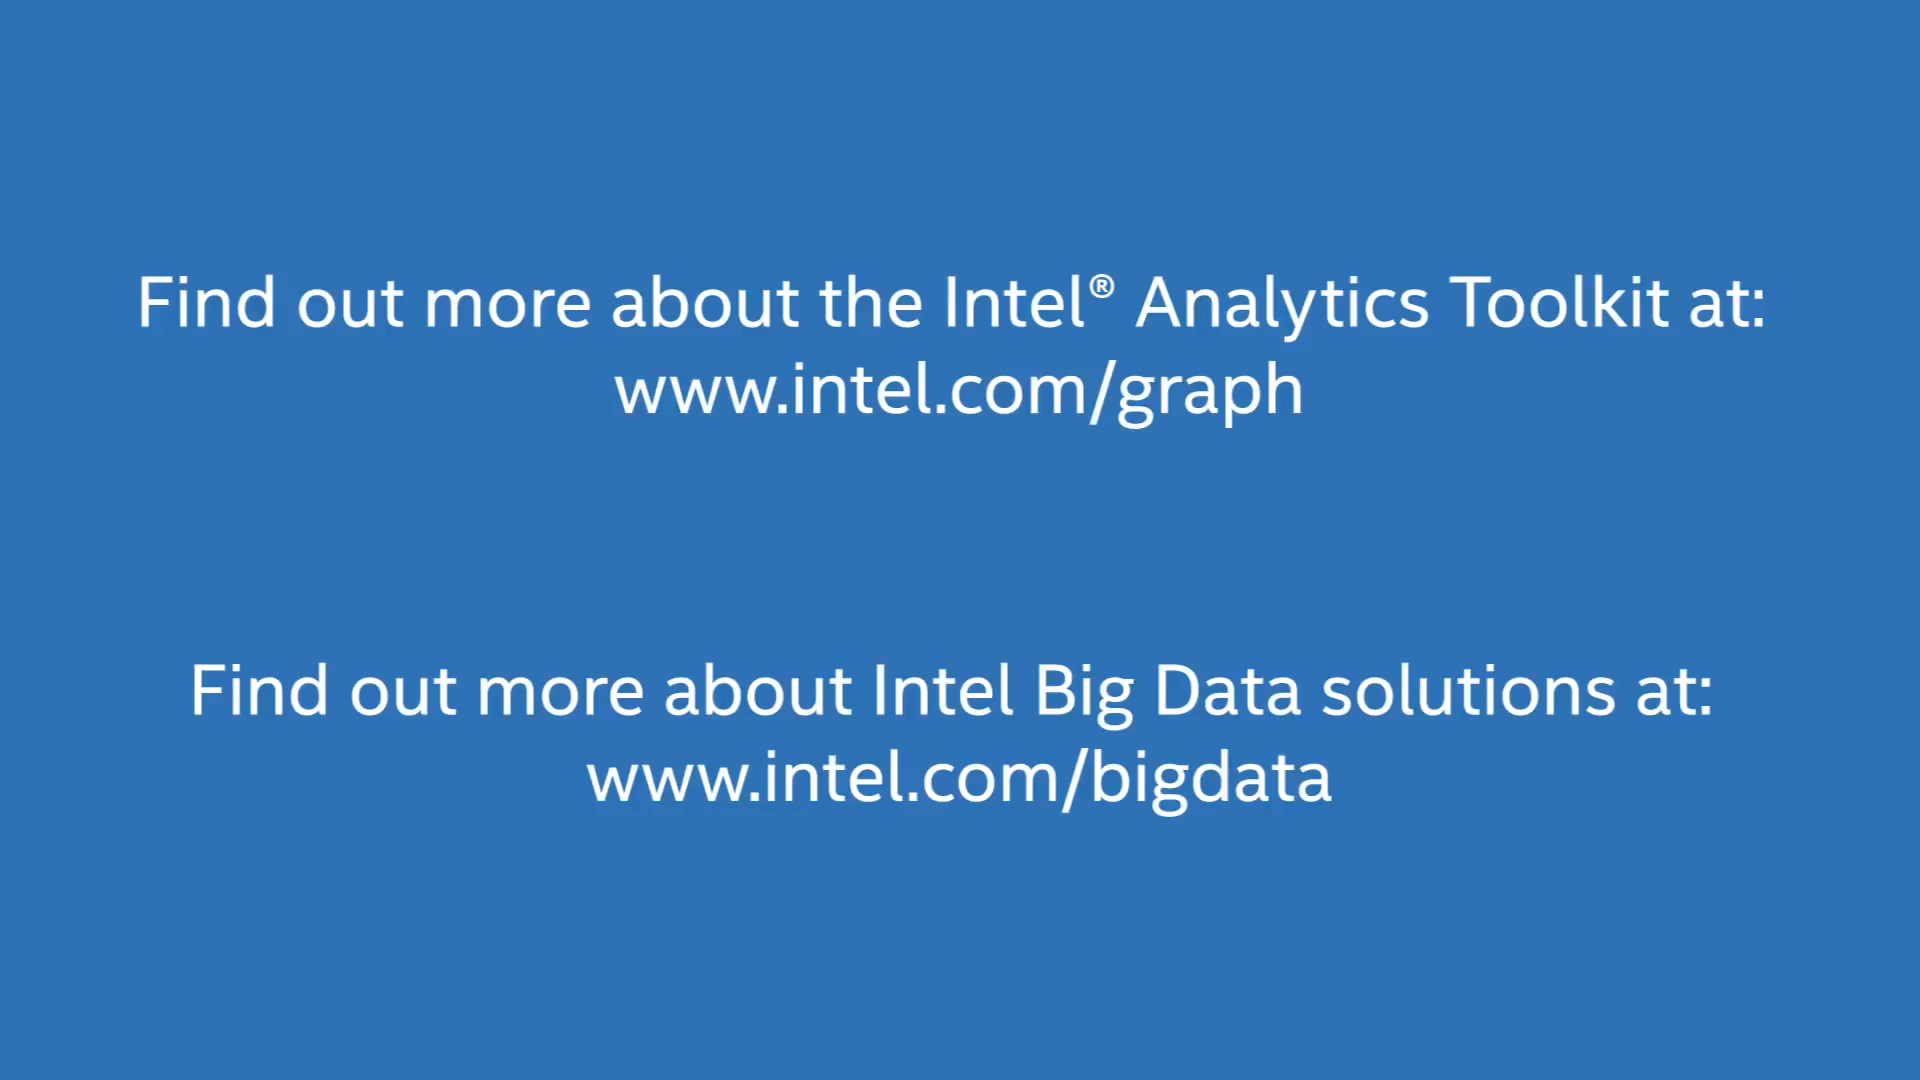 Find out more about the Intel® Analytics Toolkit at:
www.intel.com/graph
Find out more about Intel Big Data solutions at:
www.intel.com/bigdata